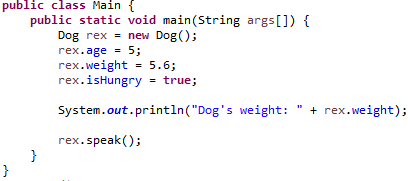 public class Main {
    public static void main(String args[]) {
        Dog rex = new Dog();
        rex.age = 5;
        rex.weight = 5.6;
        rex.isHungry = true;

        System.out.println("Dog's weight: " + rex.weight);

        rex.speak();
    }
}